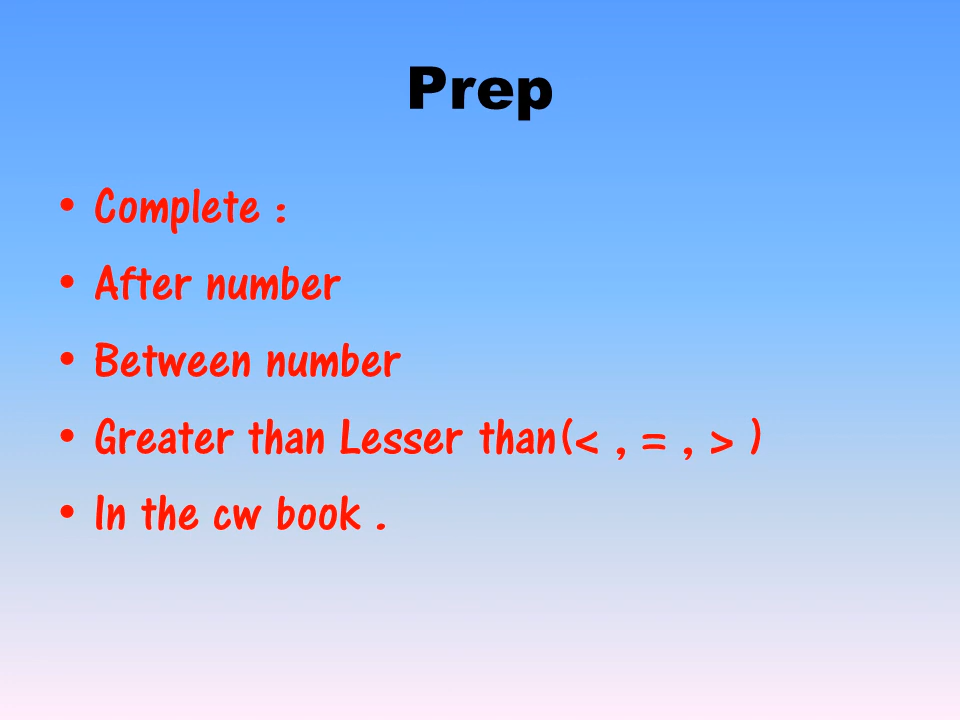 Prep
• Complete :
• After number
• Between number
• Greater than Lesser than(< , = , > )
• In the cw book .